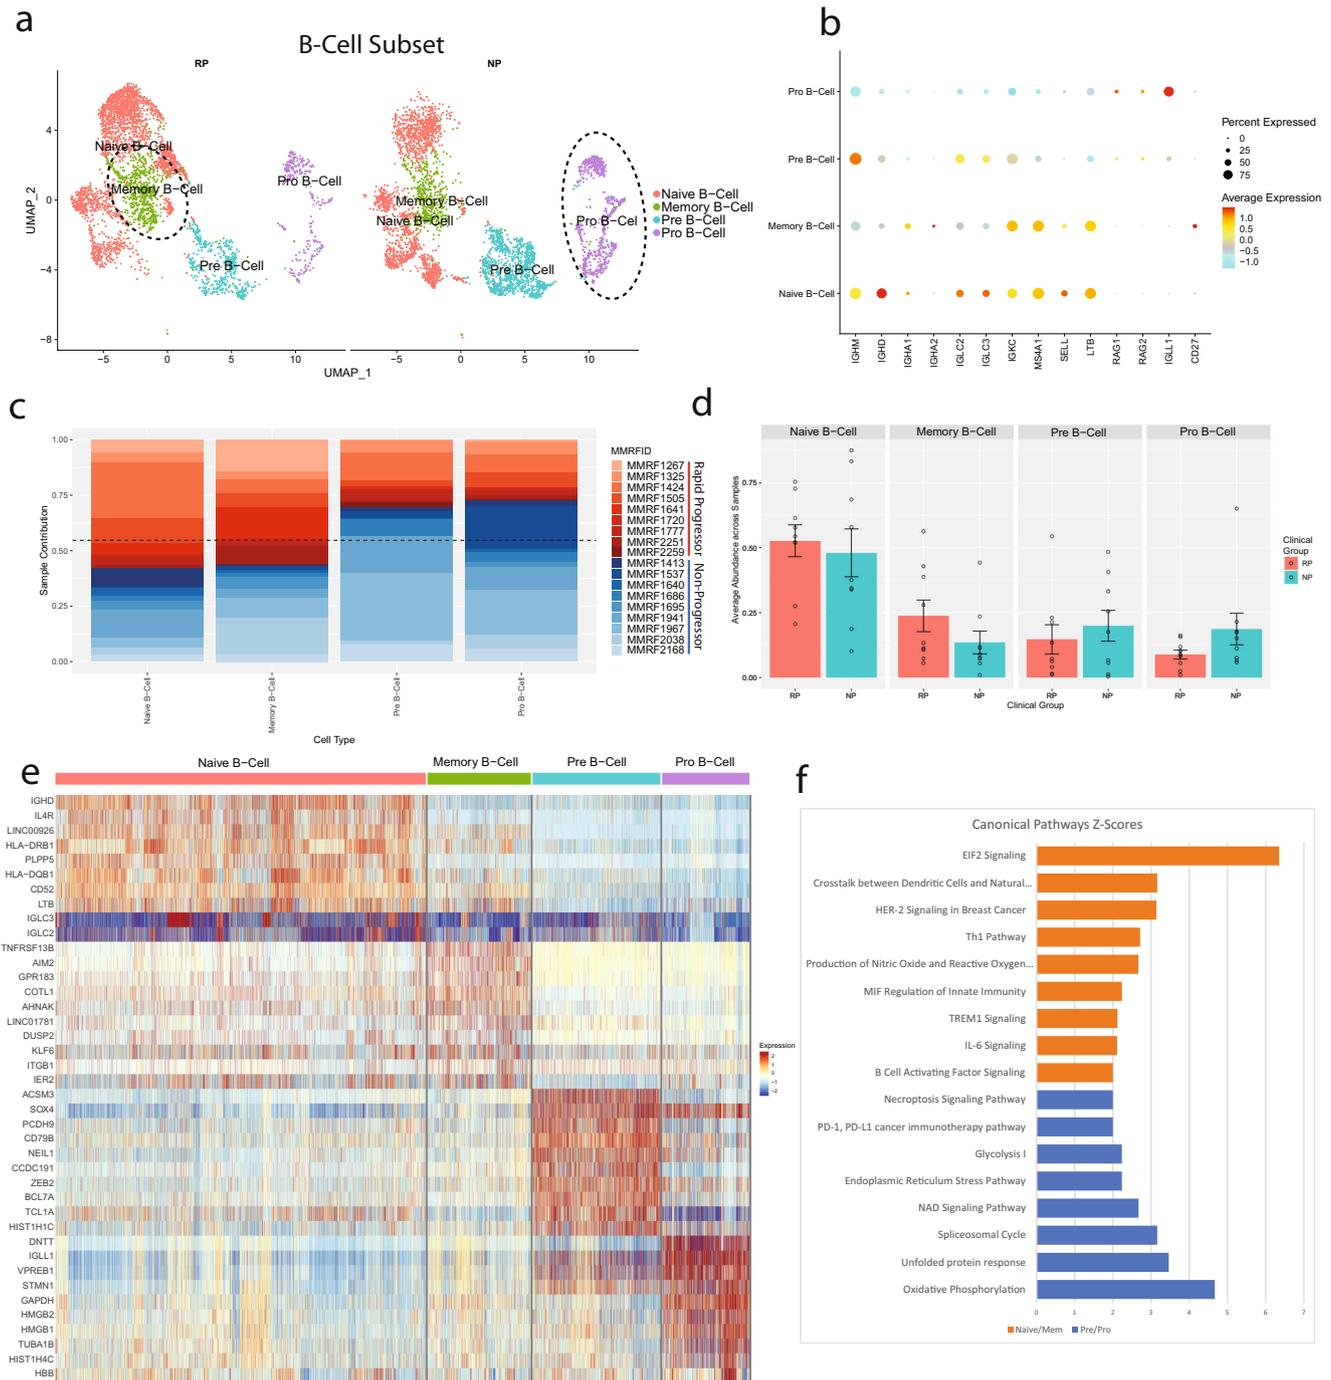 a
B-Cell Subset
RP
NP
UMAP_2
4
0
−4
−8
Naive B−Cell
Memory B−Cell
Pre B−Cell
Pro B−Cell
Memory B−Cell
Naive B−Cell
Pre B−Cell
Pro B−Cel
−5
0
5
10
−5
0
5
10
UMAP_1
Naive B−Cell
Memory B−Cell
Pre B−Cell
Pro B−Cell
b
Pro B−Cell
Pre B−Cell
Memory B−Cell
Naive B−Cell
IGHM
IGHD
IGHA1
IGHA2
IGLC2
IGLC3
IGKC
MS4A1
SELL
LTB
RAG1
RAG2
IGLL1
CD27
Percent Expressed
0
25
50
75
Average Expression
1.0
0.5
0.0
−0.5
−1.0
c
Sample Contribution
1.00
0.75
0.50
0.25
0.00
Naive B−Cell
Memory B−Cell
Pre B−Cell
Pro B−Cell
Cell Type
MMRFID
MMRF1267
MMRF1325
MMRF1424
MMRF1505
MMRF1641
MMRF1720
MMRF1777
MMRF2251
MMRF2259
MMRF1413
MMRF1537
MMRF1640
MMRF1686
MMRF1695
MMRF1941
MMRF1967
MMRF2038
MMRF2168
Rapid Progressor
Non-Progressor
d
Naive B−Cell
Memory B−Cell
Pre B−Cell
Pro B−Cell
Average Abundance across Samples
0.75
0.50
0.25
0.00
RP
NP
RP
NP
RP
NP
RP
NP
Clinical Group
Clinical
Group
RP
NP
e
Naive B-Cell
Memory B-Cell
Pre B-Cell
Pro B-Cell
IGHD
IL4R
LINC00926
HLA−DRB1
PLPP5
HLA−DQB1
CD52
LTB
IGLC3
IGLC2
TNFRSF13B
AIM2
GPR183
COTL1
AHNAK
LINC01781
DUSP2
KLF6
ITGB1
IER2
ACSM3
SOX4
PCDH9
CD79B
NEIL1
CCDC191
ZEB2
BCL7A
TCL1A
HIST1H1C
DNTT
IGLL1
VPREB1
STMN1
GAPDH
HMGB2
HMGB1
TUBA1B
HIST1H4C
HBB
Expression
2
1
0
−1
−2
f
Canonical Pathways Z-Scores
EIF2 Signaling
Crosstalk between Dendritic Cells and Natural...
HER-2 Signaling in Breast Cancer
Th1 Pathway
Production of Nitric Oxide and Reactive Oxygen...
MIF Regulation of Innate Immunity
TREM1 Signaling
IL-6 Signaling
B Cell Activating Factor Signaling
Necroptosis Signaling Pathway
PD-1, PD-L1 cancer immunotherapy pathway
Glycolysis I
Endoplasmic Reticulum Stress Pathway
NAD Signaling Pathway
Spliceosomal Cycle
Unfolded protein response
Oxidative Phosphorylation
0
1
2
3
4
5
6
7
Naive/Mem
Pre/Pro